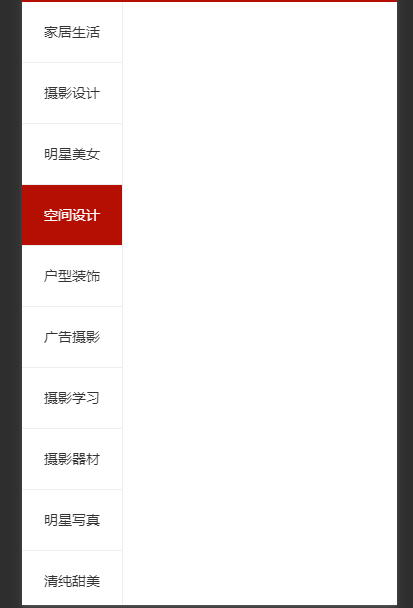 家居生活
摄影设计
明星美女
空间设计
户型装饰
广告摄影
摄影学习
摄影器材
明星写真
清纯甜美